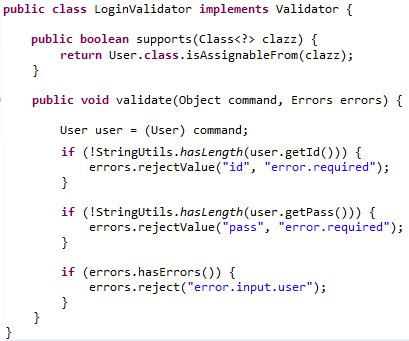 public class LoginValidator implements Validator {
public boolean supports(Class<?> clazz) {
return User.class.isAssignableFrom(clazz);
}
public void validate(Object command, Errors errors) {
User user = (User) command;
if (!StringUtils.hasLength(user.getId())) {
errors.rejectValue("id", "error.required");
}
if (!StringUtils.hasLength(user.getPass())) {
errors.rejectValue("pass", "error.required");
}
if (errors.hasErrors()) {
errors.reject("error.input.user");
}
}
}